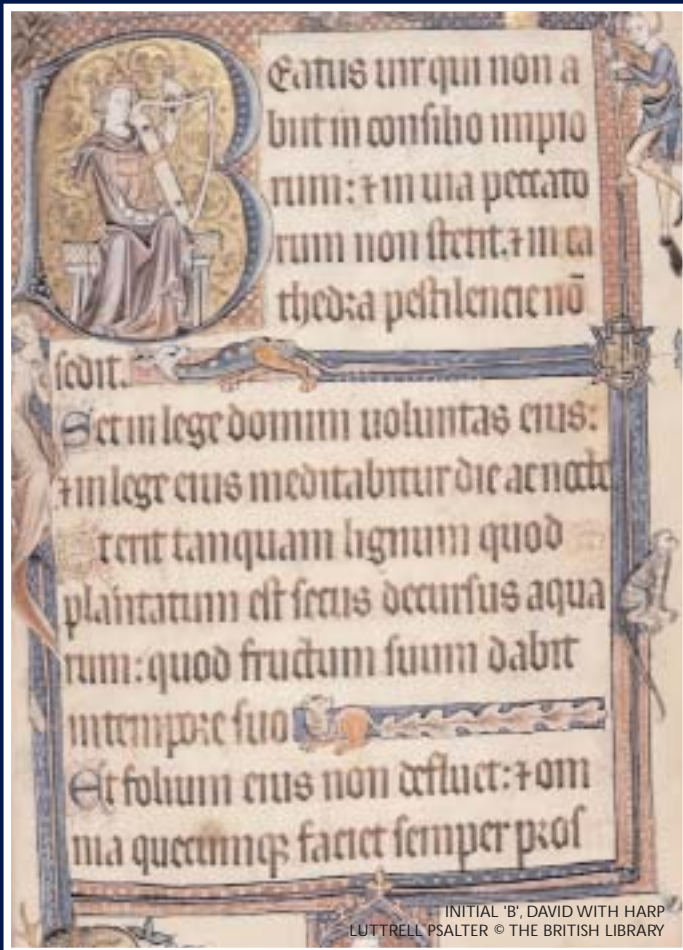 Beatus uir qui non a
biit in consilio impio
rum: ⁊ in uia peccato
rum non stetit. ⁊ in ca
thedra pestilencie nō
sedit.
Set in lege domini uoluntas eius:
⁊ in lege eius meditabitur die ac nocte
Et erit tanquam lignum quod
plantatum est secus decursus aqua
rum: quod fructum suum dabit
in tempore suo
Et folium eius non defluet: ⁊ om
nia quecumqꝫ faciet semper pros
INITIAL 'B', DAVID WITH HARP
LUTTRELL PSALTER © THE BRITISH LIBRARY